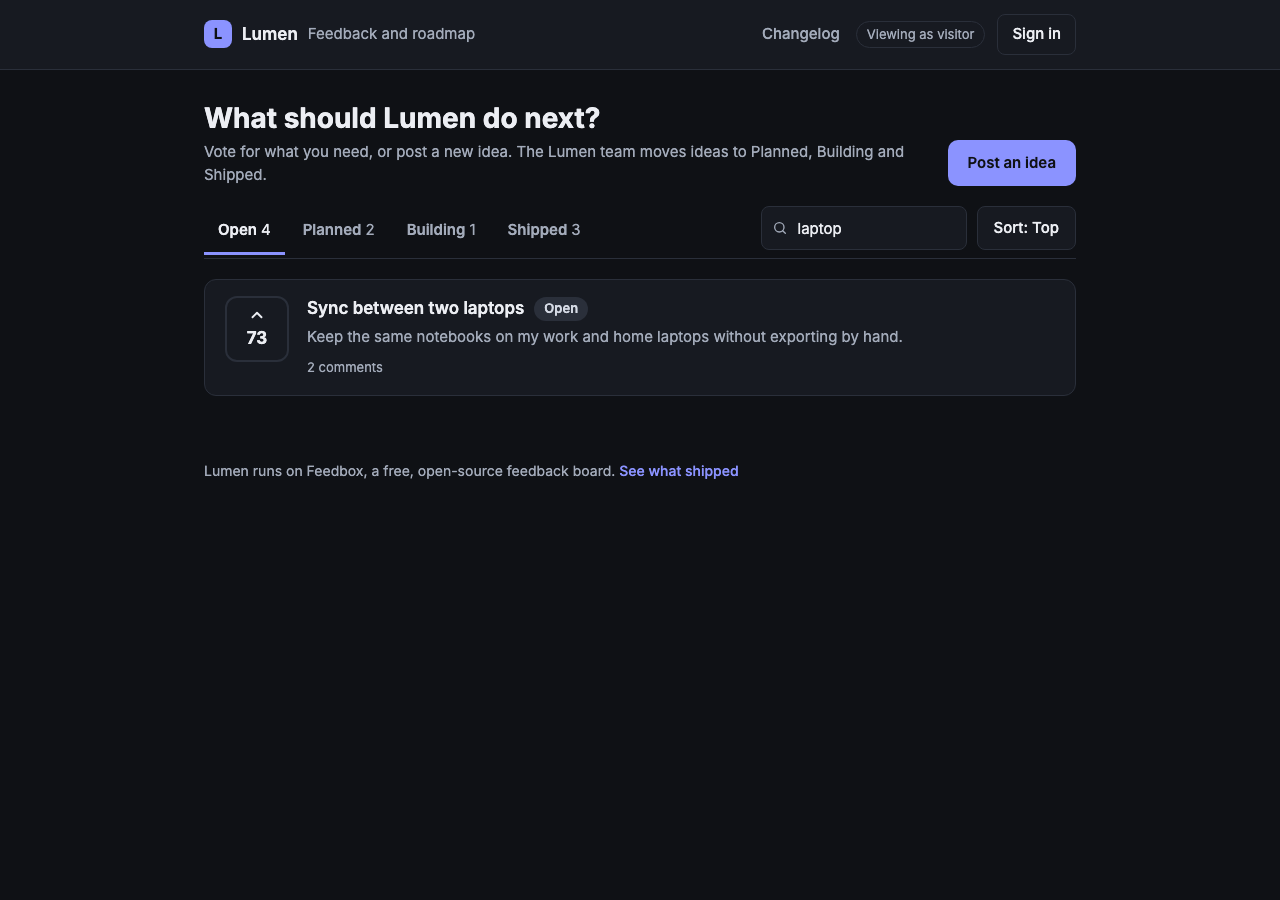 L Lumen Feedback and roadmap Changelog Viewing as visitor Sign in
What should Lumen do next?
Vote for what you need, or post a new idea. The Lumen team moves ideas to Planned, Building and
Shipped.
Post an idea
Open 4 Planned 2 Building 1 Shipped 3 laptop Sort: Top
73
Sync between two laptops Open
Keep the same notebooks on my work and home laptops without exporting by hand.
2 comments
Lumen runs on Feedbox, a free, open-source feedback board. See what shipped